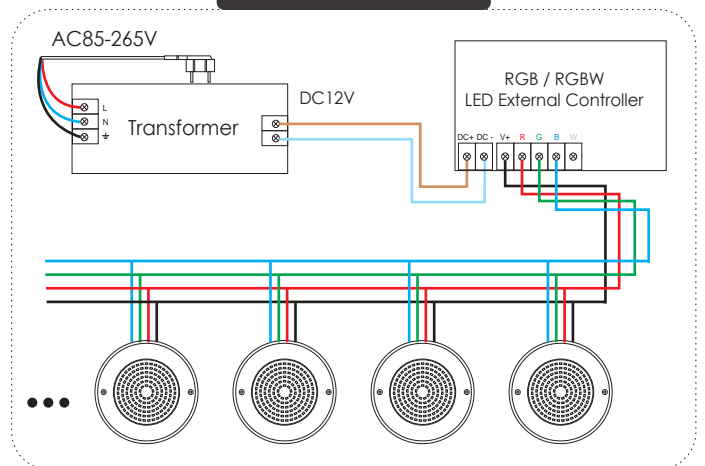 AC85-265V
RGB / RGBW
LED External Controller
DC12V
L
N
Transformer
DC+ DC - V+ R G B W